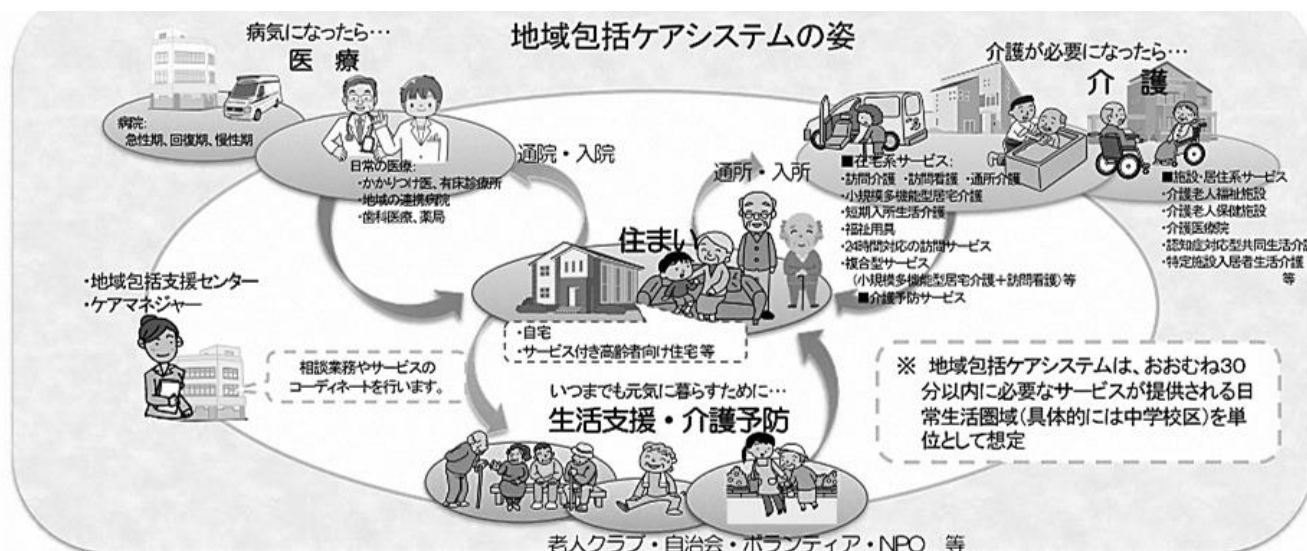 地域包括ケアシステムの姿
病気になったら…
医療
病院:
急性期、回復期、慢性期
日常の医療:
・かかりつけ医、有床診療所
・地域の連携病院
・歯科医療、薬局
通院・入院
通所・入所
介護が必要になったら…
介護
■在宅系サービス:
・訪問介護 ・訪問看護 ・通所介護
・小規模多機能型居宅介護
・短期入所生活介護
・福祉用具
・24時間対応の訪問サービス
・複合型サービス
(小規模多機能型居宅介護+訪問看護)等
■介護予防サービス
■施設・居住系サービス
・介護老人福祉施設
・介護老人保健施設
・介護医療院
・認知症対応型共同生活介護
・特定施設入居者生活介護
等
住まい
・自宅
・サービス付き高齢者向け住宅 等
・地域包括支援センター
・ケアマネジャー
相談業務やサービスの
コーディネートを行います。
いつまでも元気に暮らすために…
生活支援・介護予防
老人クラブ・自治会・ボランティア・NPO 等
※ 地域包括ケアシステムは、おおむね30
分以内に必要なサービスが提供される日
常生活圏域(具体的には中学校区)を単
位として想定